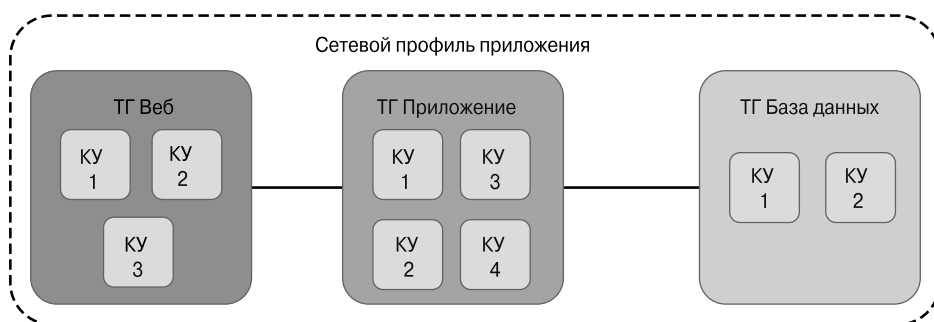 Сетевой профиль приложения
ТГ Веб
КУ
1
КУ
2
КУ
3
ТГ Приложение
КУ
1
КУ
3
КУ
2
КУ
4
ТГ База данных
КУ
1
КУ
2